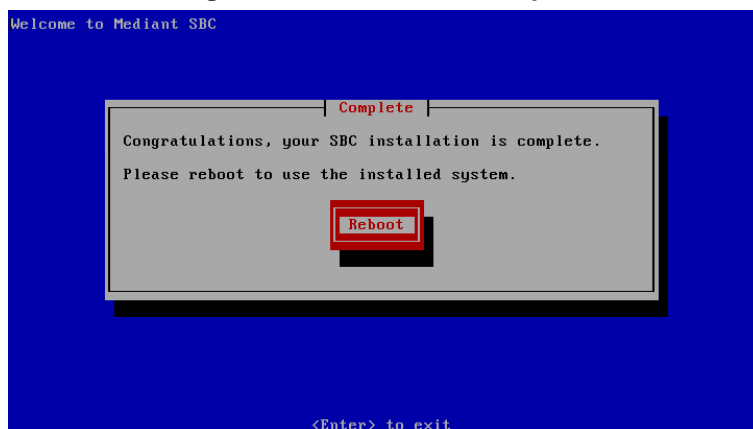 Welcome to Mediant SBC
Complete
Congratulations, your SBC installation is complete.
Please reboot to use the installed system.
Reboot
<Enter> to exit